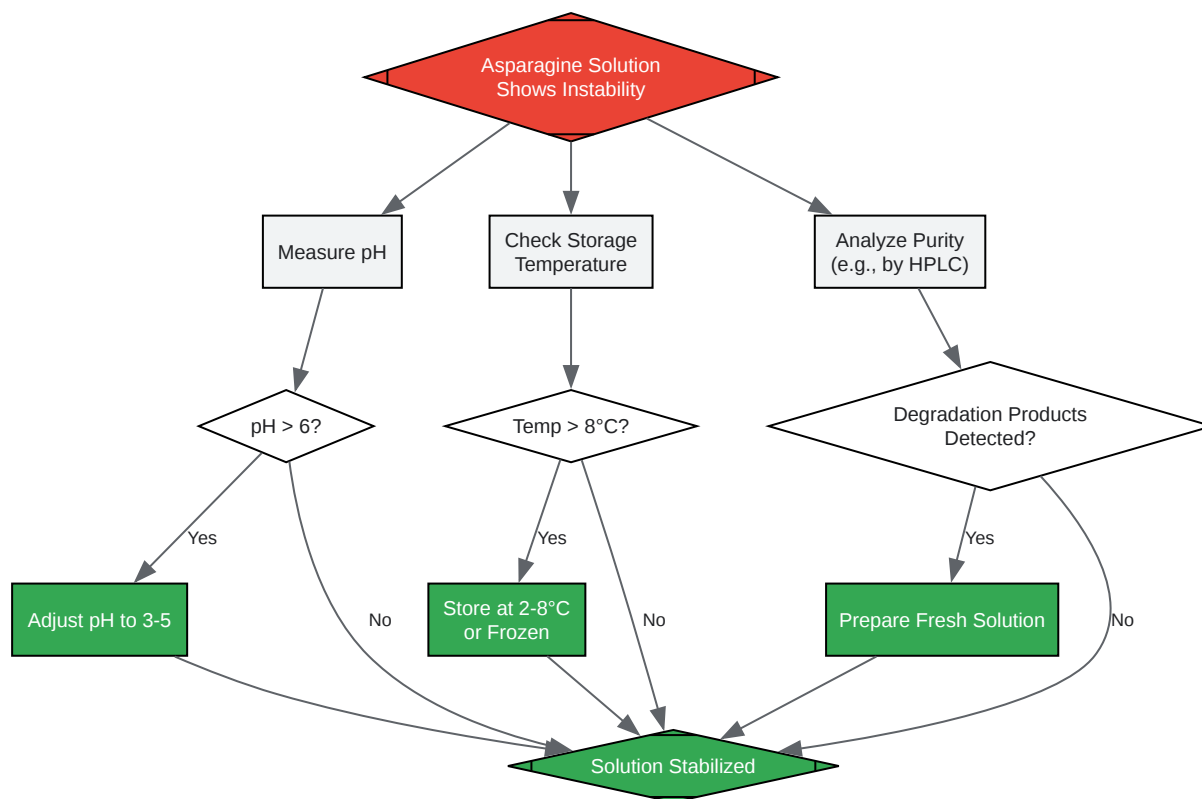 Asparagine Solution
Shows Instability
Measure pH
Check Storage
Temperature
Analyze Purity
(e.g., by HPLC)
pH > 6?
Temp > 8°C?
Degradation Products
Detected?
Yes
Yes
Yes
Adjust pH to 3-5
No
Store at 2-8°C
or Frozen
No
Prepare Fresh Solution
No
Solution Stabilized